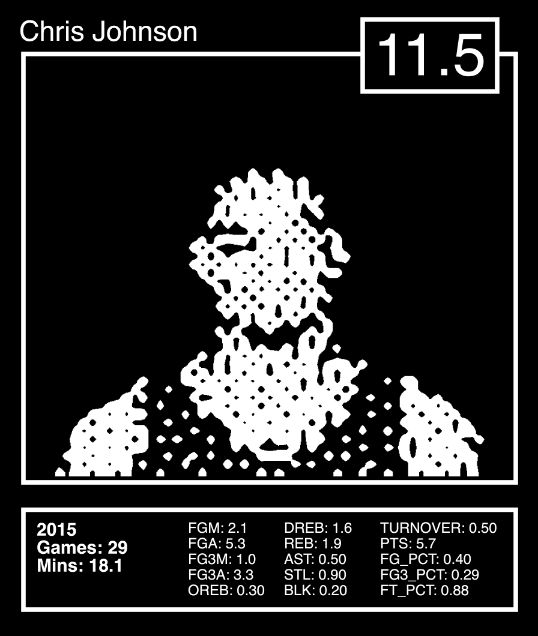 Chris Johnson
11.5
2015
Games: 29
Mins: 18.1
FGM: 2.1
FGA: 5.3
FG3M: 1.0
FG3A: 3.3
OREB: 0.30
DREB: 1.6
REB: 1.9
AST: 0.50
STL: 0.90
BLK: 0.20
TURNOVER: 0.50
PTS: 5.7
FG_PCT: 0.40
FG3_PCT: 0.29
FT_PCT: 0.88